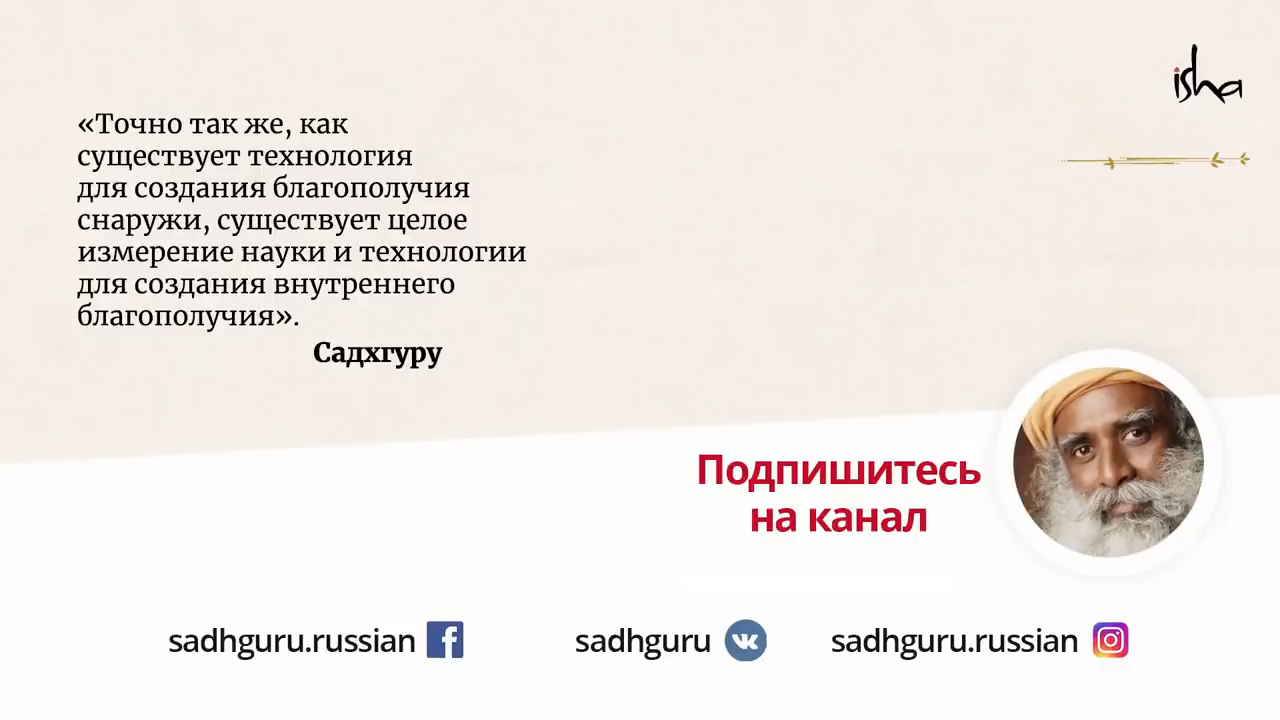 isha
«Точно так же, как
существует технология
для создания благополучия
снаружи, существует целое
измерение науки и технологии
для создания внутреннего
благополучия».
Садхгуру
Подпишитесь
на канал
sadhguru.russian
sadhguru
sadhguru.russian